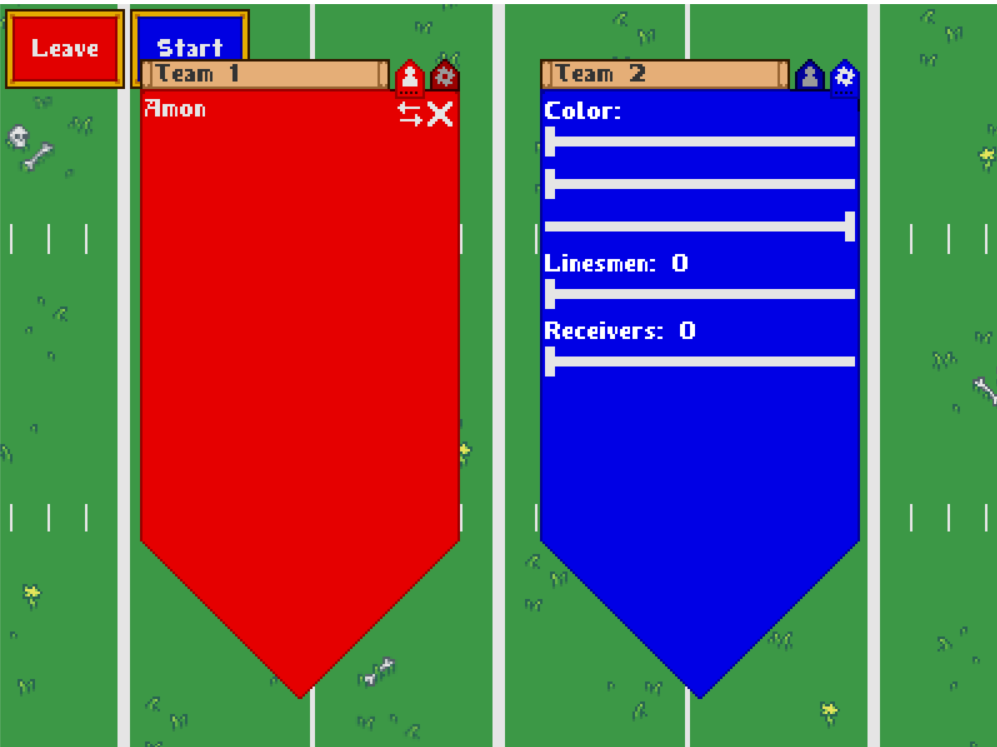 Leave
Start
Team 1
Amon
Team 2
Color:
Linesmen: 0
Receivers: 0